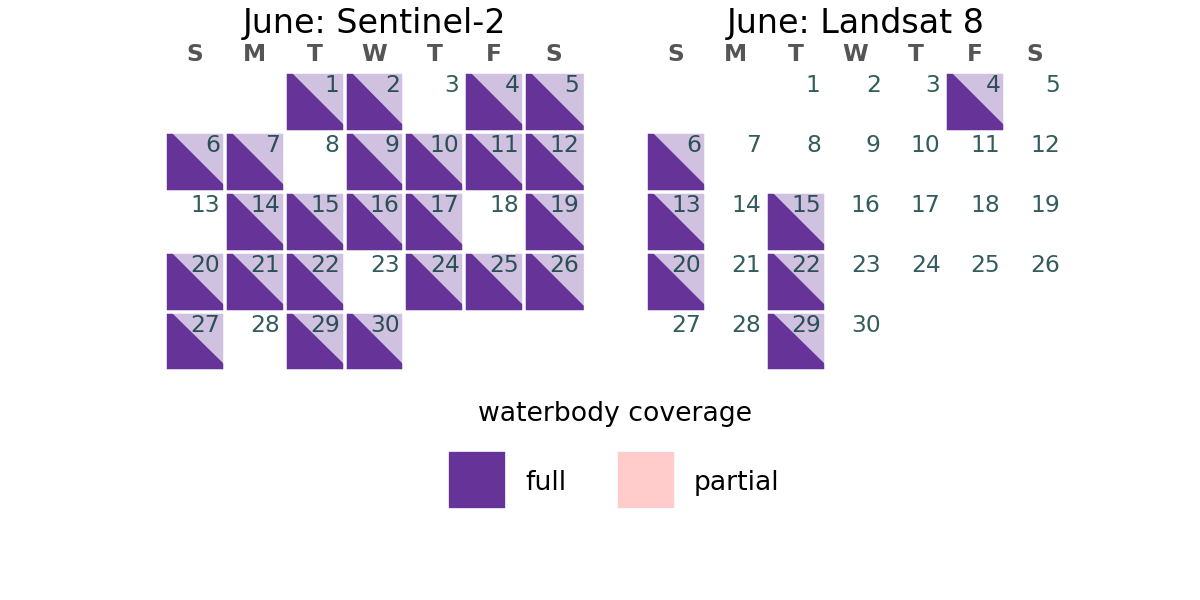 June: Sentinel-2
S M T W T F S
1 2 3 4 5
6 7 8 9 10 11 12
13 14 15 16 17 18 19
20 21 22 23 24 25 26
27 28 29 30
June: Landsat 8
S M T W T F S
1 2 3 4 5
6 7 8 9 10 11 12
13 14 15 16 17 18 19
20 21 22 23 24 25 26
27 28 29 30
waterbody coverage
full partial